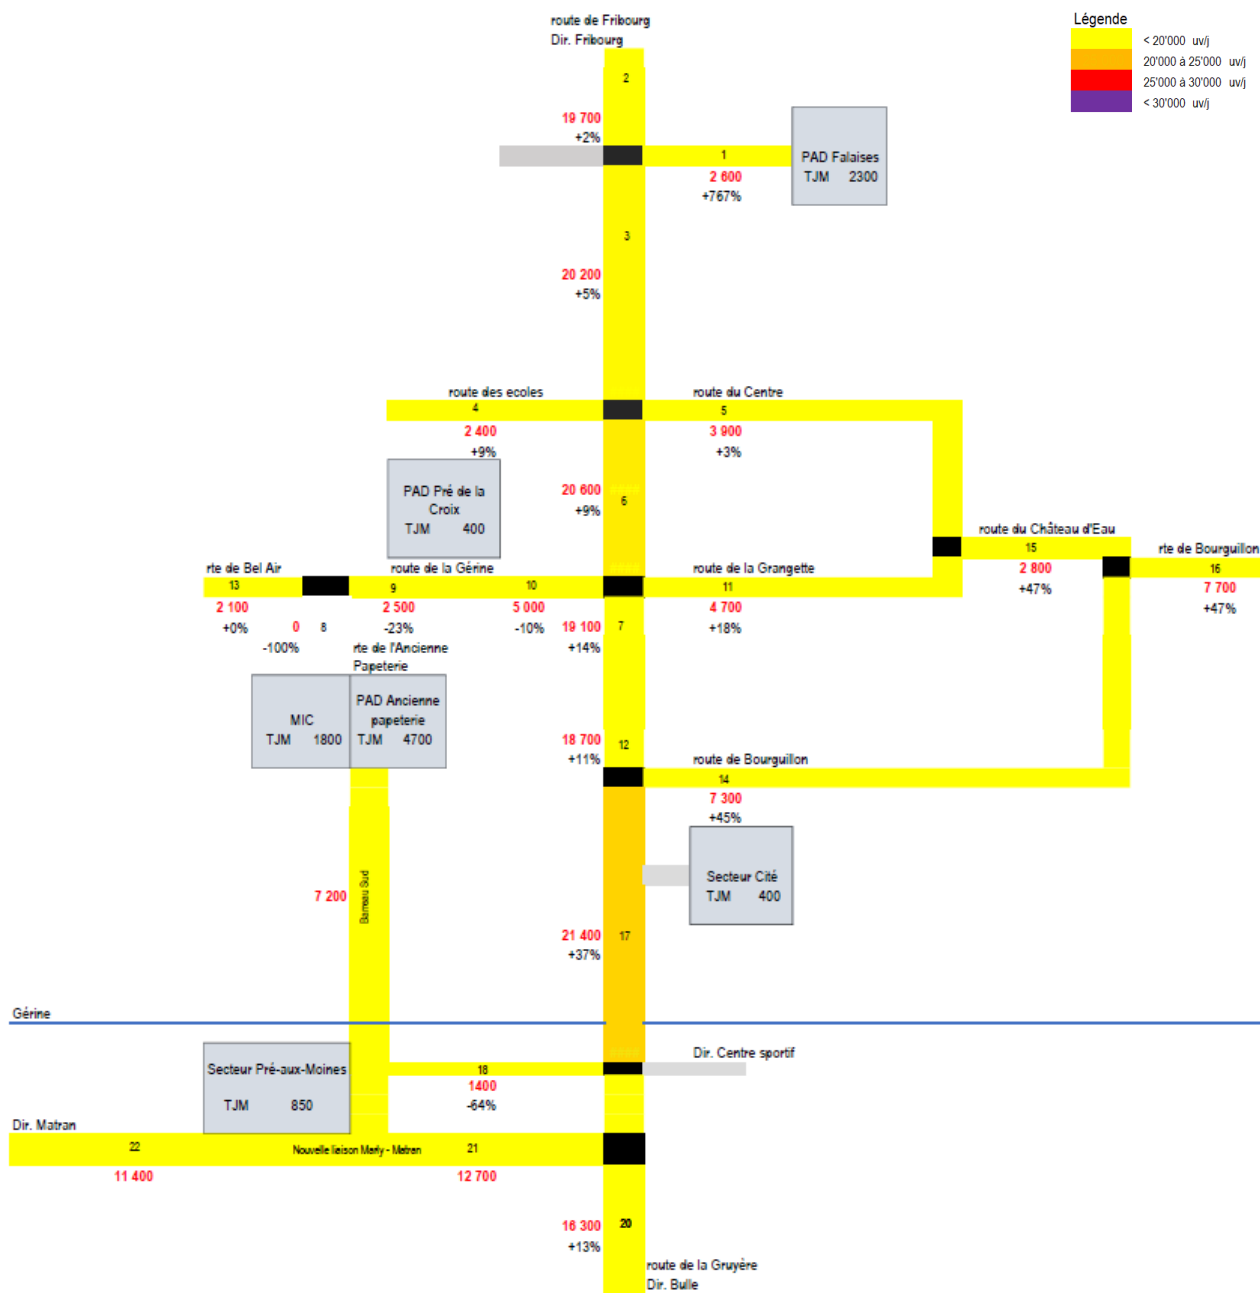 route de Fribourg
Dir. Fribourg
Légende
< 20'000 uv/j
20'000 à 25'000 uv/j
25'000 à 30'000 uv/j
< 30'000 uv/j
2
19 700
+2%
1
2 600
+767%
PAD Falaises
TJM 2300
3
20 200
+5%
route des ecoles
4
2 400
+9%
route du Centre
5
3 900
+3%
PAD Pré de la
Croix
TJM 400
20 600
+9%
6
route du Château d'Eau
15
2 800
+47%
rte de Bourguillon
16
7 700
+47%
rte de Bel Air
13
2 100
+0%
0
-100%
8
route de la Gérine
9
2 500
-23%
10
5 000
-10%
route de la Grangette
11
4 700
+18%
19 100
+14%
7
rte de l'Ancienne
Papeterie
MIC
TJM 1800
PAD Ancienne
papeterie
TJM 4700
18 700
+11%
12
route de Bourguillon
14
7 300
+45%
Secteur Cité
TJM 400
7 200
Barreau Sud
21 400
+37%
17
Gérine
Dir. Centre sportif
Secteur Pré-aux-Moines
TJM 850
18
1400
-64%
Dir. Matran
22
Nouvelle liaison Marly - Matran
21
11 400
12 700
16 300
+13%
20
route de la Gruyère
Dir. Bulle